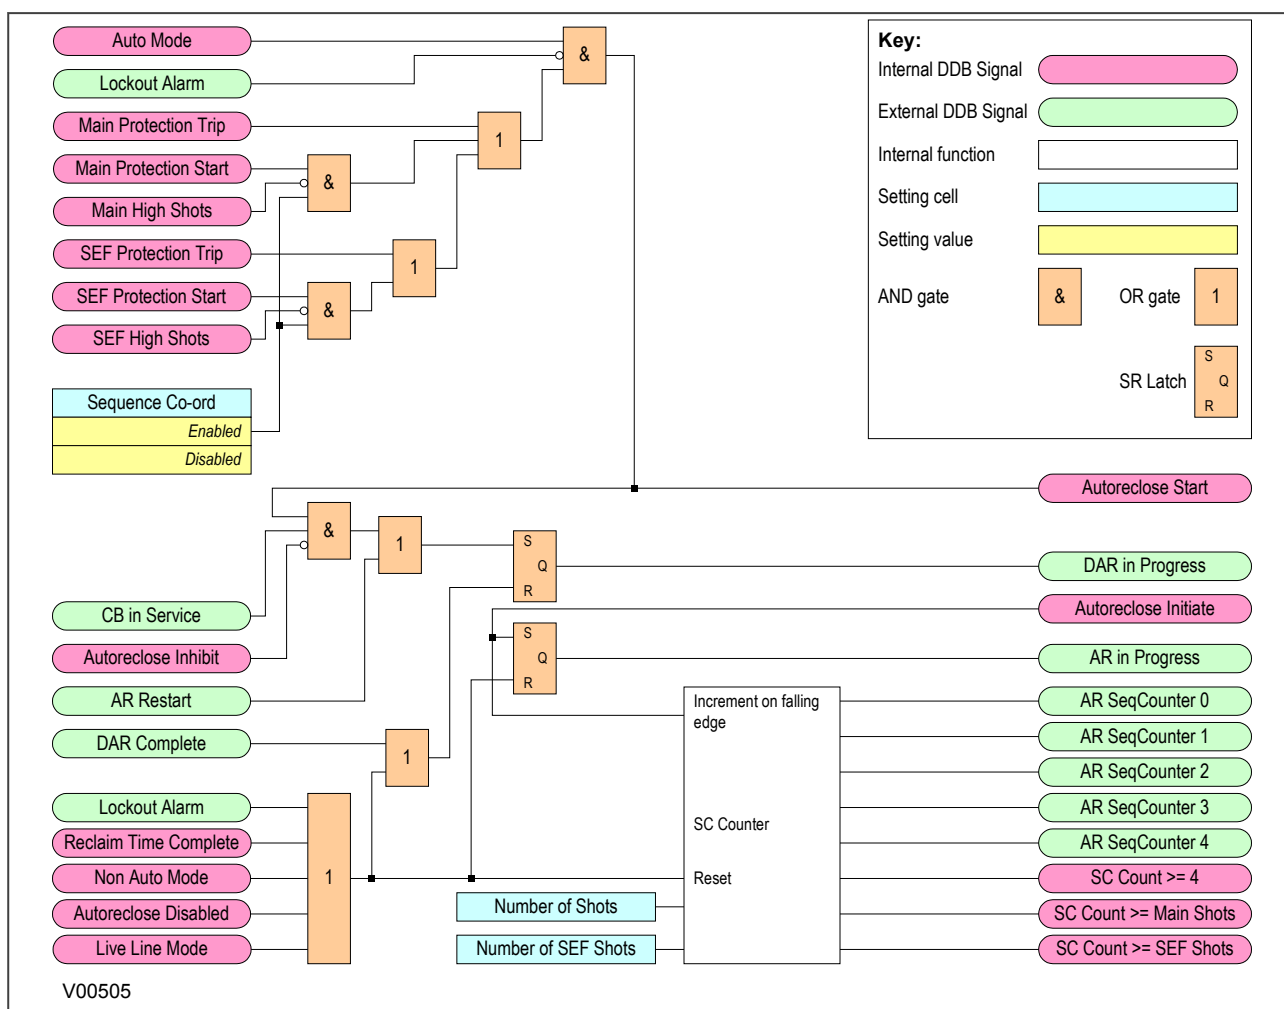 Auto Mode
Lockout Alarm
Main Protection Trip
Main Protection Start
Main High Shots
SEF Protection Trip
SEF Protection Start
SEF High Shots
Sequence Co-ord
Enabled
Disabled
&
1
&
1
&
Key:
Internal DDB Signal
External DDB Signal
Internal function
Setting cell
Setting value
AND gate
&
OR gate
1
SR Latch
S
Q
R
Autoreclose Start
&
1
S
Q
R
DAR in Progress
CB in Service
Autoreclose Initiate
Autoreclose Inhibit
S
Q
R
AR in Progress
AR Restart
DAR Complete
1
Increment on falling
edge
SC Counter
Reset
AR SeqCounter 0
AR SeqCounter 1
AR SeqCounter 2
AR SeqCounter 3
AR SeqCounter 4
SC Count >= 4
SC Count >= Main Shots
SC Count >= SEF Shots
Lockout Alarm
Reclaim Time Complete
Non Auto Mode
Autoreclose Disabled
Live Line Mode
1
Number of Shots
Number of SEF Shots
V00505